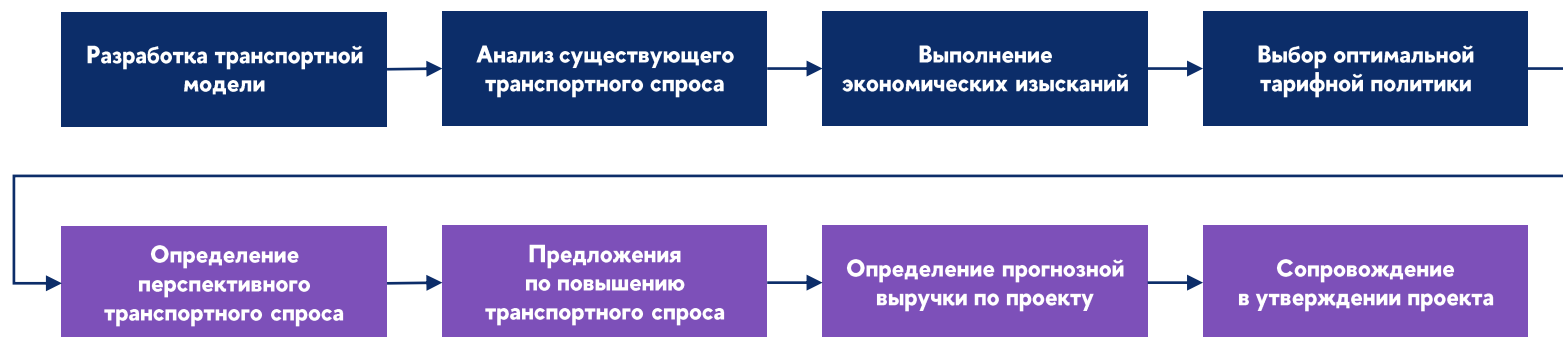 Разработка транспортной
модели
Анализ существующего
транспортного спроса
Выполнение
экономических изысканий
Выбор оптимальной
тарифной политики
Определение
перспективного
транспортного спроса
Предложения
по повышению
транспортного спроса
Определение прогнозной
выручки по проекту
Сопровождение
в утверждении проекта